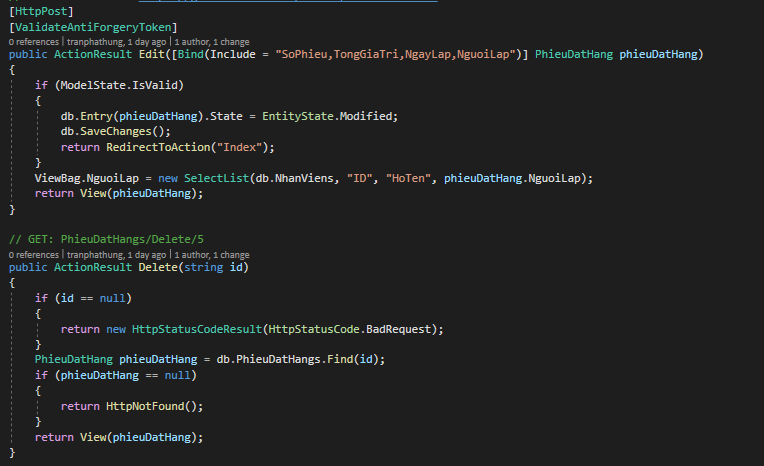 [HttpPost]
[ValidateAntiForgeryToken]
0 references | tranphathung, 1 day ago | 1 author, 1 change
public ActionResult Edit([Bind(Include = "SoPhieu,TongGiaTri,NgayLap,NguoiLap")] PhieuDatHang phieuDatHang)
{
    if (ModelState.IsValid)
    {
        db.Entry(phieuDatHang).State = EntityState.Modified;
        db.SaveChanges();
        return RedirectToAction("Index");
    }
    ViewBag.NguoiLap = new SelectList(db.NhanViens, "ID", "HoTen", phieuDatHang.NguoiLap);
    return View(phieuDatHang);
}
// GET: PhieuDatHangs/Delete/5
0 references | tranphathung, 1 day ago | 1 author, 1 change
public ActionResult Delete(string id)
{
    if (id == null)
    {
        return new HttpStatusCodeResult(HttpStatusCode.BadRequest);
    }
    PhieuDatHang phieuDatHang = db.PhieuDatHangs.Find(id);
    if (phieuDatHang == null)
    {
        return HttpNotFound();
    }
    return View(phieuDatHang);
}